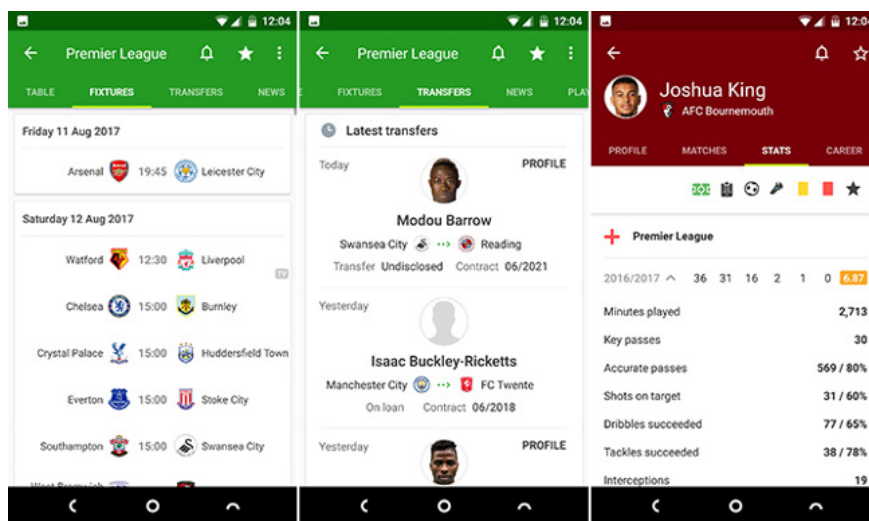 12:04
Premier League
TABLE FIXTURES TRANSFERS NEWS
Friday 11 Aug 2017
Arsenal 19:45 Leicester City
Saturday 12 Aug 2017
Watford 12:30 Liverpool
TV
Chelsea 15:00 Burnley
Crystal Palace 15:00 Huddersfield Town
Everton 15:00 Stoke City
Southampton 15:00 Swansea City
West Bromwich
12:04
Premier League
FIXTURES TRANSFERS NEWS PLAY
Latest transfers
Today PROFILE
Modou Barrow
Swansea City Reading
Transfer Undisclosed Contract 06/2021
Yesterday
Isaac Buckley-Ricketts
Manchester City FC Twente
On loan Contract 06/2018
Yesterday PROFILE
12:04
Joshua King
AFC Bournemouth
PROFILE MATCHES STATS CAREER
Premier League
2016/2017 36 31 16 2 1 0 6.87
Minutes played 2,713
Key passes 30
Accurate passes 569 / 80%
Shots on target 31 / 60%
Dribbles succeeded 77 / 65%
Tackles succeeded 38 / 78%
Interceptions 19